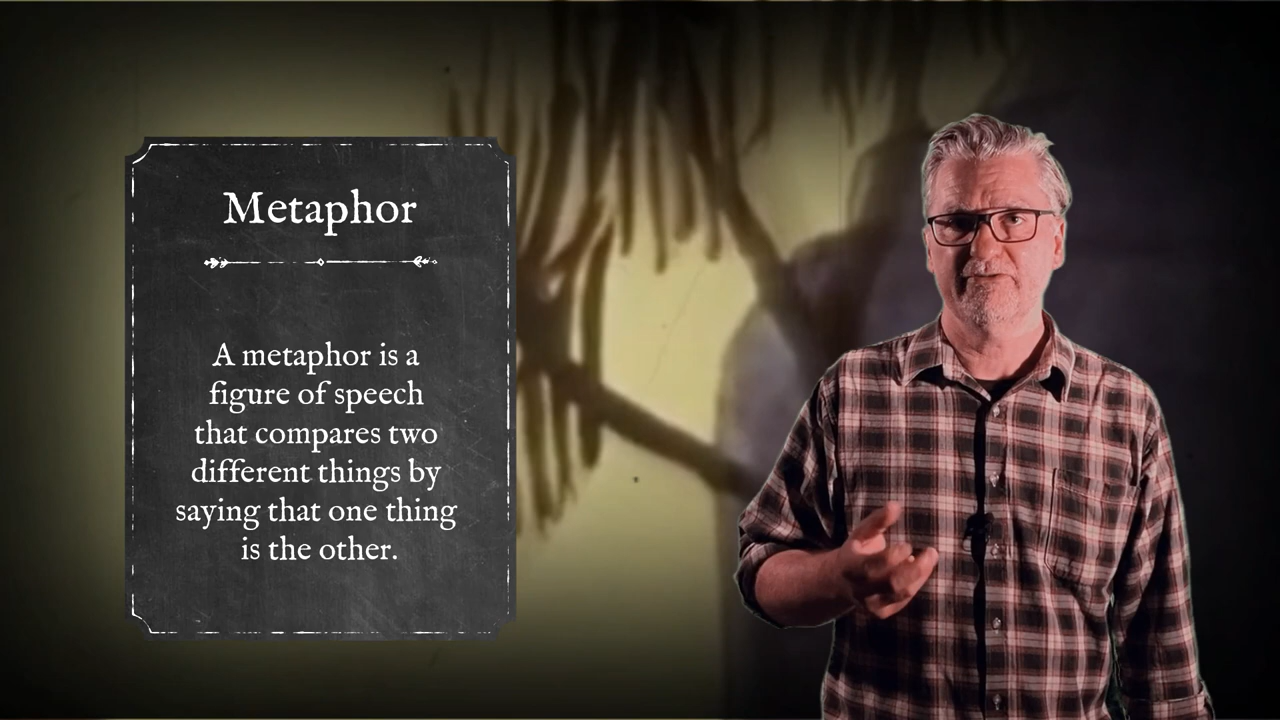 Metaphor
A metaphor is a
figure of speech
that compares two
different things by
saying that one thing
is the other.